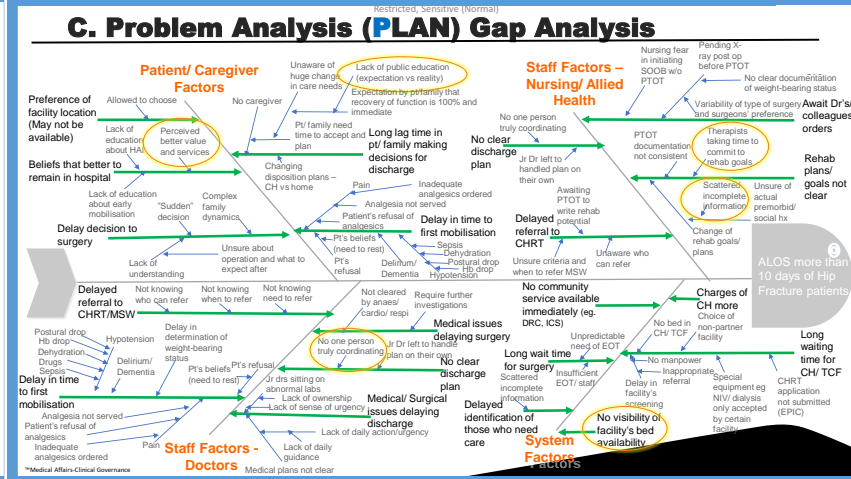 Restricted, Sensitive (Normal)
C. Problem Analysis (PLAN) Gap Analysis
Patient/ Caregiver
Factors
Preference of
facility location
(May not be
available)
Allowed to choose
Lack of
education
about HAI
Perceived
better value
and services
Beliefs that better to
remain in hospital
Lack of education
about early
mobilisation
"Sudden"
decision
Complex
family
dynamics
Delay decision to
surgery
Lack of
understanding
Unsure about
operation and what to
expect after
No caregiver
Unaware of
huge change
in care needs
Lack of public education
(expectation vs reality)
Expectation by pt/family that
recovery of function is 100% and
immediate
Pt/ family need
time to accept and
plan
Long lag time in
pt/ family making
decisions for
discharge
Changing
disposition plans –
CH vs home
Pain
Inadequate
analgesics ordered
Analgesia not served
Patient's refusal of
analgesics
Delay in time to
first mobilisation
Pt's beliefs
(need to rest)
Pt's
refusal
Delirium/
Dementia
Sepsis
Dehydration
Postural drop
Hb drop
Hypotension
Staff Factors –
Nursing/ Allied
Health
Nursing fear
in initiating
SOOB w/o
PTOT
Pending X-
ray post op
before PTOT
No clear documentation
of weight-bearing status
Variability of type of surgery
and surgeons' preference
Await Dr's/
colleagues
orders
No one person
truly coordinating
No clear
discharge
plan
Jr Dr left to
handled plan on
their own
PTOT
documentation
not consistent
Therapists
taking time to
commit to
rehab goals
Rehab
plans/
goals not
clear
Scattered
incomplete
information
Unsure of
actual
premorbid/
social hx
Change of
rehab goals/
plans
Awaiting
PTOT to
write rehab
potential
Delayed
referral to
CHRT
Unsure criteria and
when to refer MSW
Unaware who
can refer
ALOS more than
10 days of Hip
Fracture patients
Delayed
referral to
CHRT/MSW
Not knowing
who can refer
Not knowing
when to refer
Not knowing
need to refer
Not cleared
by anaes/
cardio/ respi
Require further
investigations
Medical issues
delaying surgery
Postural drop
Hb drop
Dehydration
Drugs
Sepsis
Hypotension
Delirium/
Dementia
Delay in
determination of
weight-bearing
status
Pt's beliefs
(need to rest)
Pt's refusal
Delay in time
to first
mobilisation
Analgesia not served
Patient's refusal of
analgesics
Inadequate
analgesics ordered
Pain
No one person
truly coordinating
Jr Dr left to handle
plan on their own
No clear
discharge
plan
Jr drs sitting on
abnormal labs
Lack of ownership
Lack of sense of urgency
Medical/ Surgical
issues delaying
discharge
Lack of daily action/urgency
Lack of daily
guidance
Medical plans not clear
Staff Factors -
Doctors
No community
service available
immediately (eg.
DRC, ICS)
Charges of
CH more
Choice of
non-partner
facility
No bed in
CH/ TCF
Unpredictable
need of EOT
Long wait time
for surgery
Insufficient
EOT/ staff
No manpower
Inappropriate
referral
Delay in
facility's
screening
Long
waiting
time for
CH/ TCF
Special
equipment eg
NIV/ dialysis
only accepted
by certain
facility
CHRT
application
not submitted
(EPIC)
Scattered
incomplete
information
Delayed
identification of
those who need
care
No visibility of
facility's bed
availability
System
Factors
Factors
™Medical Affairs-Clinical Governance